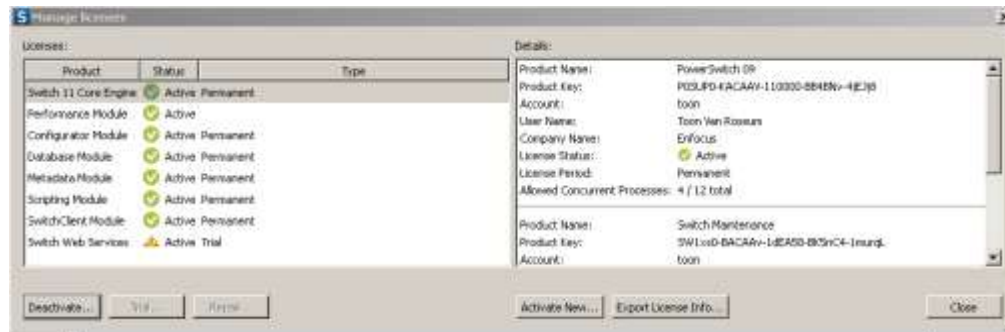 Manage licenses
Licenses:
Product Status Type
Switch 11 Core Engine Active Permanent
Performance Module Active
Configurator Module Active Permanent
Database Module Active Permanent
Metadata Module Active Permanent
Scripting Module Active Permanent
SwitchClient Module Active Permanent
Switch Web Services Active Trial
Deactivate... Trial... Repair...
Details:
Product Name: PowerSwitch 09
Product Key:
Account: toon
User Name: Toon Van Rossum
Company Name: Enfocus
License Status: Active
License Period: Permanent
Allowed Concurrent Processes: 4 / 12 total
Product Name: Switch Maintenance
Product Key:
Account: toon
Activate New... Export License Info... Close